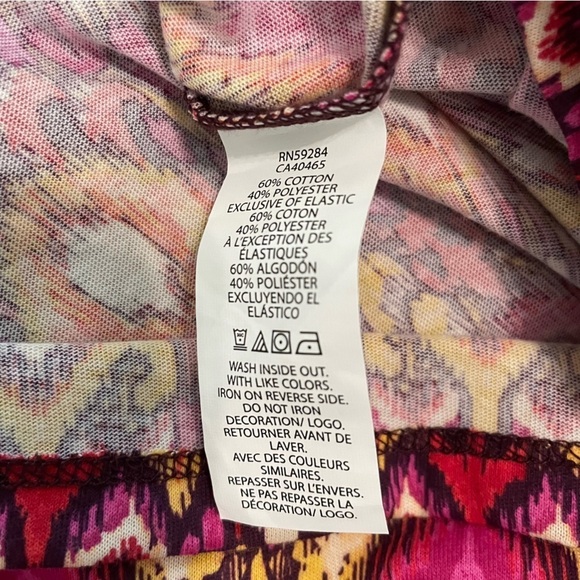 RN59284
CA40465
60% COTTON
40% POLYESTER
EXCLUSIVE OF ELASTIC
60% COTON
40% POLYESTER
À L'EXCEPTION DES
ÉLASTIQUES
60% ALGODÓN
40% POLIÉSTER
EXCLUYENDO EL
ELÁSTICO
WASH INSIDE OUT.
WITH LIKE COLORS.
IRON ON REVERSE SIDE.
DO NOT IRON
DECORATION/ LOGO.
RETOURNER AVANT DE
LAVER.
AVEC DES COULEURS
SIMILAIRES.
REPASSER SUR L'ENVERS.
NE PAS REPASSER LA
DÉCORATION/ LOGO.